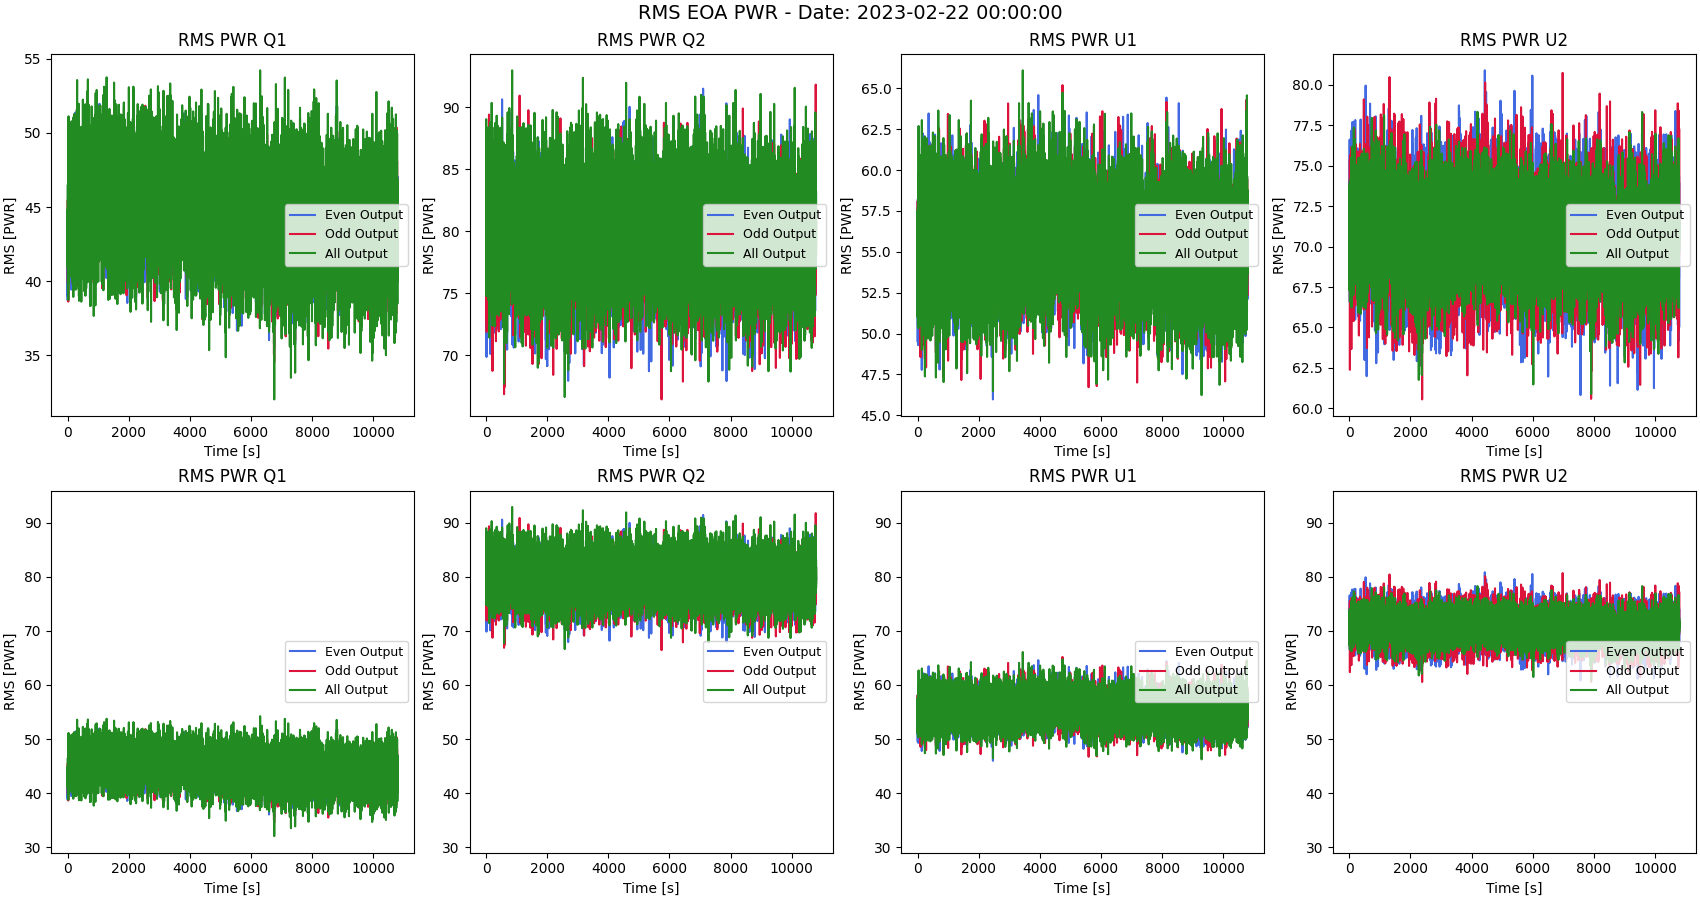 RMS EOA PWR - Date: 2023-02-22 00:00:00
RMS PWR Q1
RMS [PWR]
55
50
45
40
35
0 2000 4000 6000 8000 10000
Time [s]
Even Output
Odd Output
All Output
RMS PWR Q2
RMS [PWR]
90
85
80
75
70
0 2000 4000 6000 8000 10000
Time [s]
Even Output
Odd Output
All Output
RMS PWR U1
RMS [PWR]
65.0
62.5
60.0
57.5
55.0
52.5
50.0
47.5
45.0
0 2000 4000 6000 8000 10000
Time [s]
Even Output
Odd Output
All Output
RMS PWR U2
RMS [PWR]
80.0
77.5
75.0
72.5
70.0
67.5
65.0
62.5
60.0
0 2000 4000 6000 8000 10000
Time [s]
Even Output
Odd Output
All Output
RMS PWR Q1
RMS [PWR]
90
80
70
60
50
40
30
0 2000 4000 6000 8000 10000
Time [s]
Even Output
Odd Output
All Output
RMS PWR Q2
RMS [PWR]
90
80
70
60
50
40
30
0 2000 4000 6000 8000 10000
Time [s]
Even Output
Odd Output
All Output
RMS PWR U1
RMS [PWR]
90
80
70
60
50
40
30
0 2000 4000 6000 8000 10000
Time [s]
Even Output
Odd Output
All Output
RMS PWR U2
RMS [PWR]
90
80
70
60
50
40
30
0 2000 4000 6000 8000 10000
Time [s]
Even Output
Odd Output
All Output